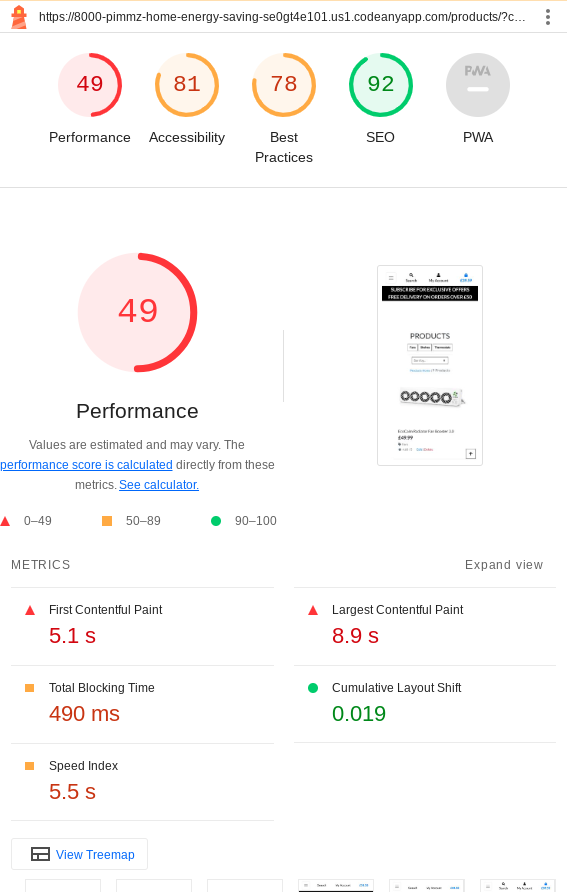 https://8000-pimmz-home-energy-saving-se0gt4e101.us1.codeanyapp.com/products/?c…
49
81
78
92
PWA
Performance
Accessibility
Best
Practices
SEO
PWA
49
Performance
Values are estimated and may vary. The
performance score is calculated directly from these
metrics. See calculator.
0–49
50–89
90–100
Search
My Account
SUBSCRIBE FOR EXCLUSIVE OFFERS
FREE DELIVERY ON ORDERS OVER £50
PRODUCTS
£49.99
METRICS
Expand view
First Contentful Paint
5.1 s
Largest Contentful Paint
8.9 s
Total Blocking Time
490 ms
Cumulative Layout Shift
0.019
Speed Index
5.5 s
View Treemap